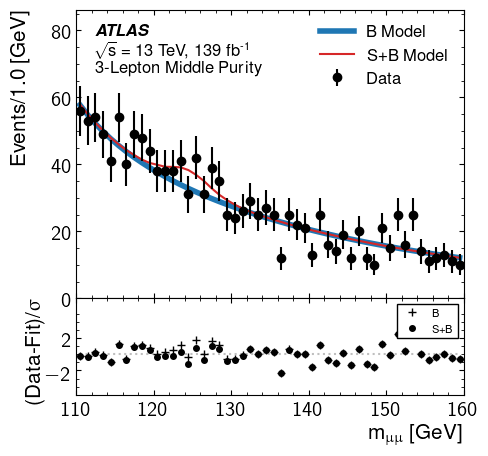 Events/1.0 [GeV]
80
60
40
20
0
ATLAS
√s = 13 TeV, 139 fb⁻¹
3-Lepton Middle Purity
B Model
S+B Model
Data
(Data-Fit)/σ
2
−2
B
S+B
110 120 130 140 150 160
mμμ [GeV]